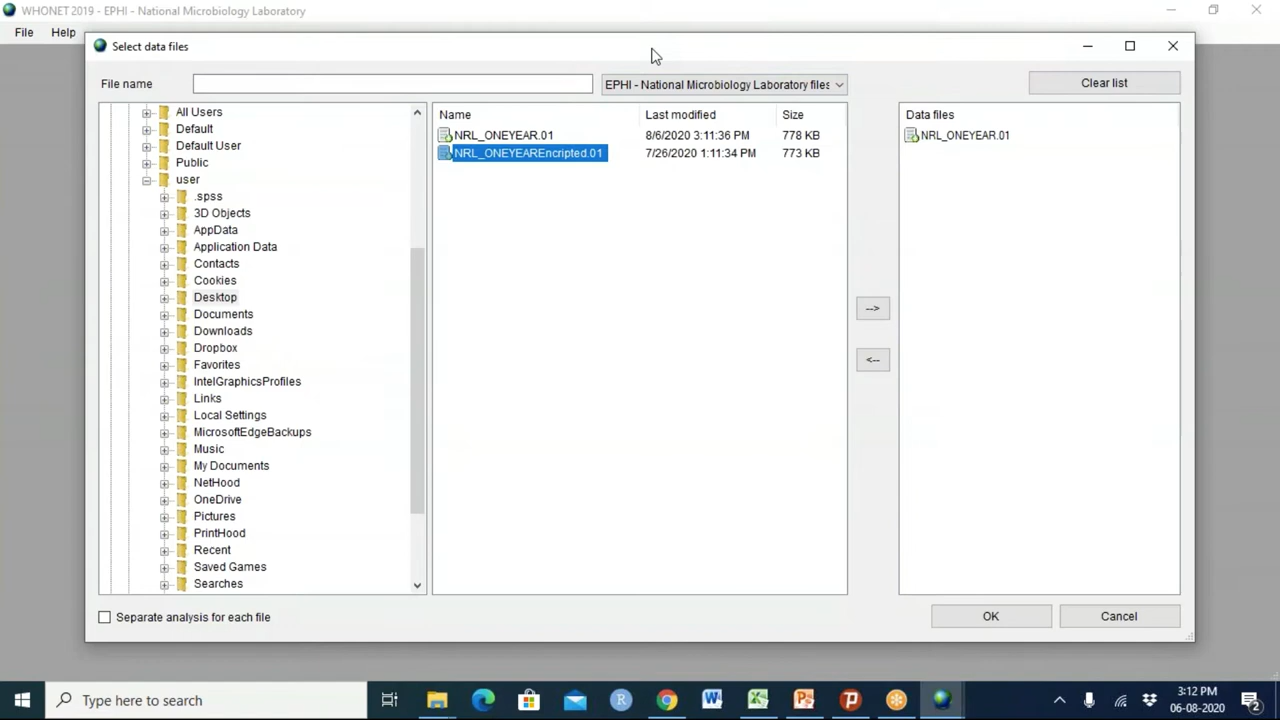 WHONET 2019 - EPHI - National Microbiology Laboratory
File Help
Select data files
File name
EPHI - National Microbiology Laboratory files
Clear list
All Users
Default
Default User
Public
user
.spss
3D Objects
AppData
Application Data
Contacts
Cookies
Desktop
Documents
Downloads
Dropbox
Favorites
IntelGraphicsProfiles
Links
Local Settings
MicrosoftEdgeBackups
Music
My Documents
NetHood
OneDrive
Pictures
PrintHood
Recent
Saved Games
Searches
Name Last modified Size
NRL_ONEYEAR.01 8/6/2020 3:11:36 PM 778 KB
NRL_ONEYEAREncripted.01 7/26/2020 1:11:34 PM 773 KB
-->
<--
Data files
NRL_ONEYEAR.01
Separate analysis for each file
OK
Cancel
Type here to search
3:12 PM
06-08-2020
2